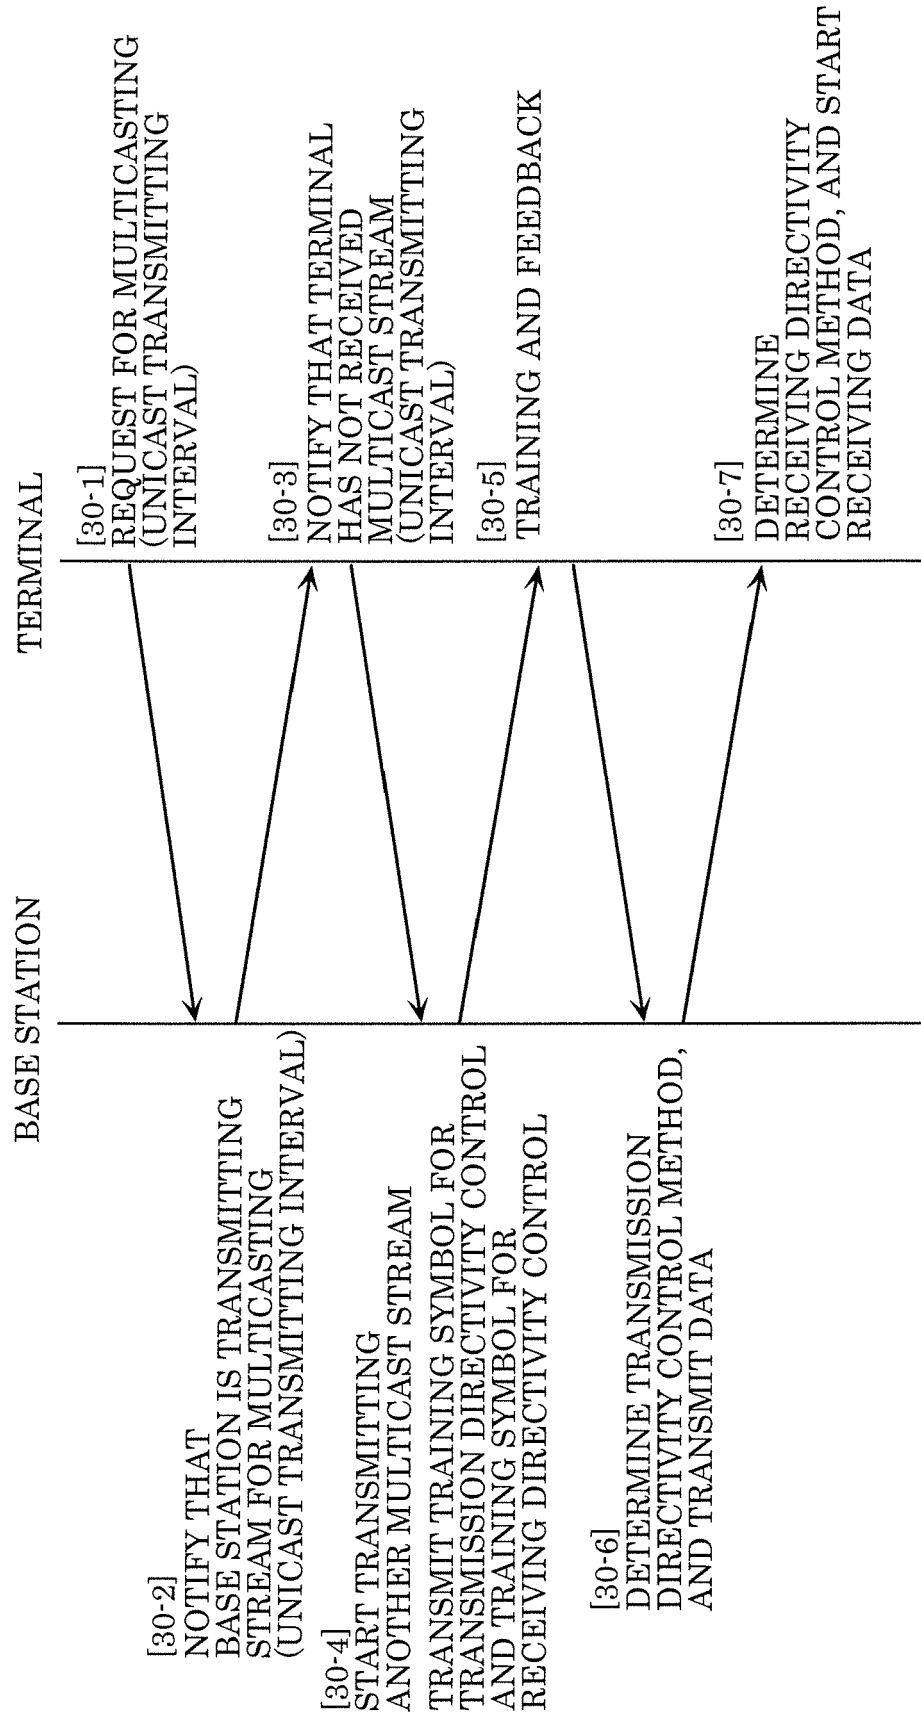 BASE STATION
TERMINAL
[30-1]
REQUEST FOR MULTICASTING
(UNICAST TRANSMITTING
INTERVAL)
[30-2]
NOTIFY THAT
BASE STATION IS TRANSMITTING
STREAM FOR MULTICASTING
(UNICAST TRANSMITTING INTERVAL)
[30-3]
NOTIFY THAT TERMINAL
HAS NOT RECEIVED
MULTICAST STREAM
(UNICAST TRANSMITTING
INTERVAL)
[30-4]
START TRANSMITTING
ANOTHER MULTICAST STREAM
TRANSMIT TRAINING SYMBOL FOR
TRANSMISSION DIRECTIVITY CONTROL
AND TRAINING SYMBOL FOR
RECEIVING DIRECTIVITY CONTROL
[30-5]
TRAINING AND FEEDBACK
[30-6]
DETERMINE TRANSMISSION
DIRECTIVITY CONTROL METHOD,
AND TRANSMIT DATA
[30-7]
DETERMINE
RECEIVING DIRECTIVITY
CONTROL METHOD, AND START
RECEIVING DATA